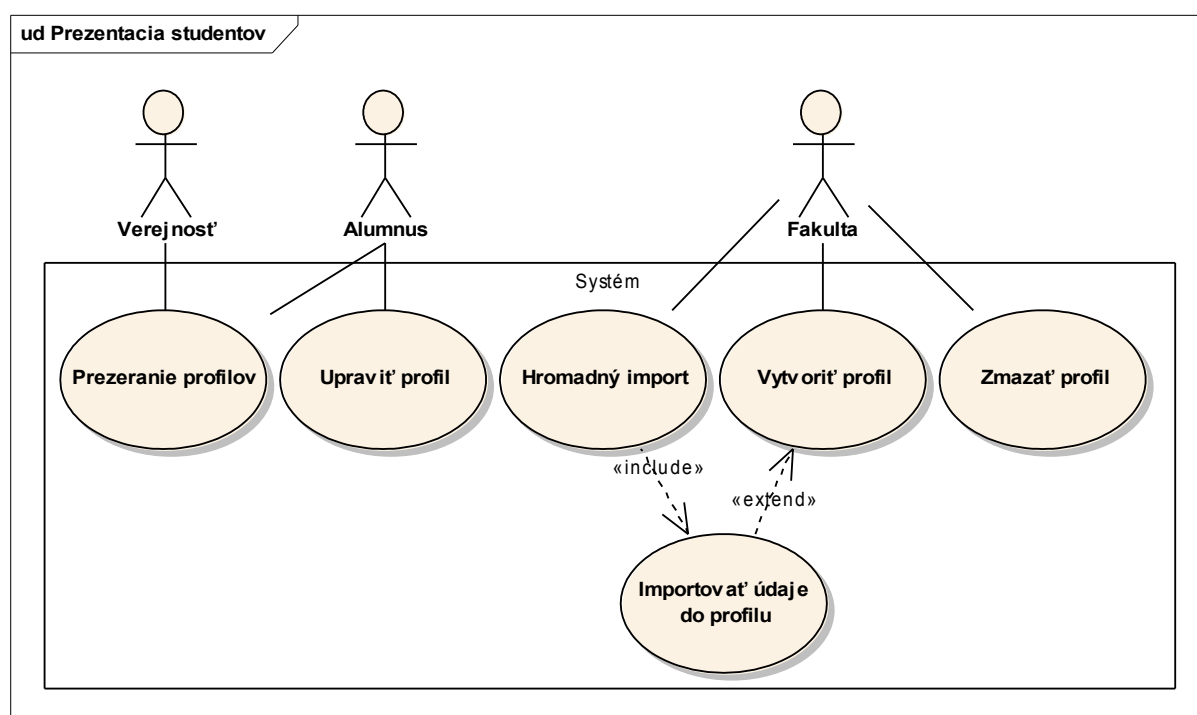 ud Prezentacia studentov
Verejnosť
Alumnus
Fakulta
Systém
Prezeranie profilov
Upraviť profil
Hromadný import
Vytvoriť profil
Zmazať profil
«include»
«extend»
Importovať údaje
do profilu